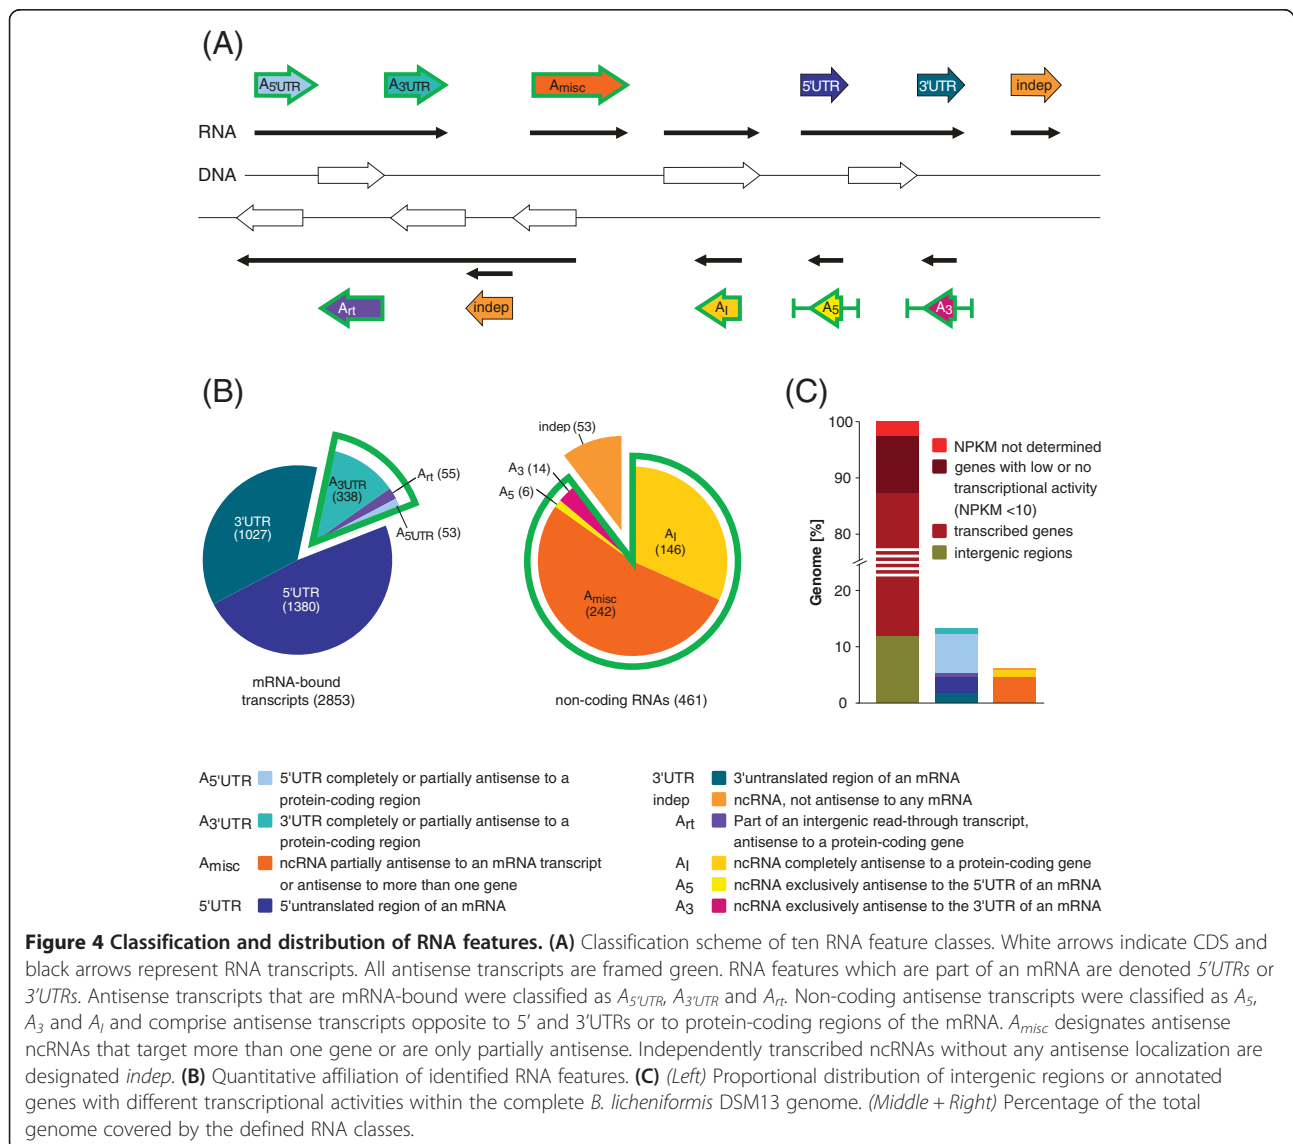 (A)
A5'UTR A3'UTR Amisc 5'UTR 3'UTR indep
RNA
DNA
Art indep AI A5 A3
(B)
(C)
3'UTR
(1027)
A3'UTR
(338)
Art (55)
A5'UTR (53)
5'UTR
(1380)
mRNA-bound
transcripts (2853)
indep (53)
A3 (14)
A5 (6)
AI
(146)
Amisc
(242)
non-coding RNAs (461)
Genome [%]
100
90
80
20
10
0
NPKM not determined
genes with low or no
transcriptional activity
(NPKM <10)
transcribed genes
intergenic regions
A5'UTR 5'UTR completely or partially antisense to a
protein-coding region
A3'UTR 3'UTR completely or partially antisense to a
protein-coding region
Amisc ncRNA partially antisense to an mRNA transcript
or antisense to more than one gene
5'UTR 5'untranslated region of an mRNA
3'UTR 3'untranslated region of an mRNA
indep ncRNA, not antisense to any mRNA
Art Part of an intergenic read-through transcript,
antisense to a protein-coding gene
AI ncRNA completely antisense to a protein-coding gene
A5 ncRNA exclusively antisense to the 5'UTR of an mRNA
A3 ncRNA exclusively antisense to the 3'UTR of an mRNA
Figure 4 Classification and distribution of RNA features. (A) Classification scheme of ten RNA feature classes. White arrows indicate CDS and
black arrows represent RNA transcripts. All antisense transcripts are framed green. RNA features which are part of an mRNA are denoted 5'UTRs or
3'UTRs. Antisense transcripts that are mRNA-bound were classified as A5'UTR, A3'UTR and Art. Non-coding antisense transcripts were classified as A5,
A3 and AI and comprise antisense transcripts opposite to 5' and 3'UTRs or to protein-coding regions of the mRNA. Amisc designates antisense
ncRNAs that target more than one gene or are only partially antisense. Independently transcribed ncRNAs without any antisense localization are
designated indep. (B) Quantitative affiliation of identified RNA features. (C) (Left) Proportional distribution of intergenic regions or annotated
genes with different transcriptional activities within the complete B. licheniformis DSM13 genome. (Middle + Right) Percentage of the total
genome covered by the defined RNA classes.